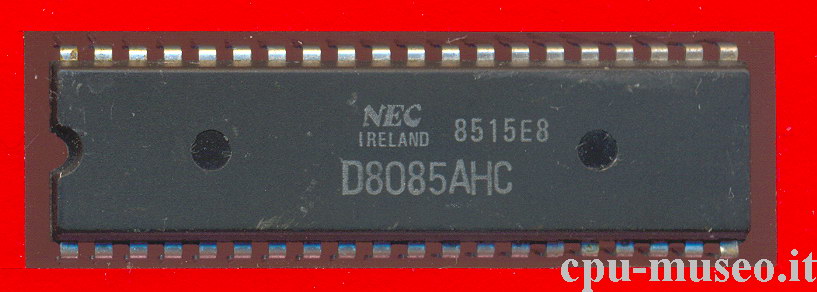 NEC
IRELAND 8515E8
D8085AHC
cpu-museo.it